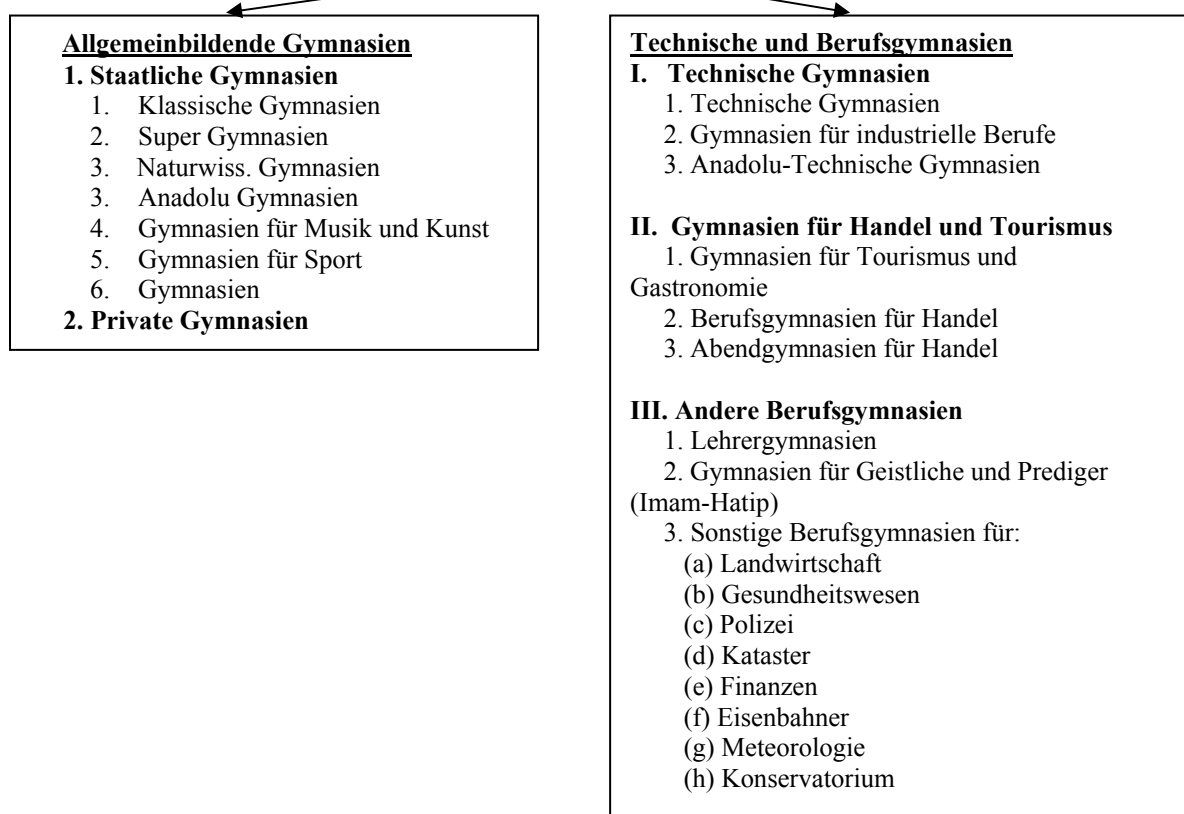 Allgemeinbildende Gymnasien
1. Staatliche Gymnasien
1. Klassische Gymnasien
2. Super Gymnasien
3. Naturwiss. Gymnasien
3. Anadolu Gymnasien
4. Gymnasien für Musik und Kunst
5. Gymnasien für Sport
6. Gymnasien
2. Private Gymnasien
Technische und Berufsgymnasien
I. Technische Gymnasien
1. Technische Gymnasien
2. Gymnasien für industrielle Berufe
3. Anadolu-Technische Gymnasien
II. Gymnasien für Handel und Tourismus
1. Gymnasien für Tourismus und
Gastronomie
2. Berufsgymnasien für Handel
3. Abendgymnasien für Handel
III. Andere Berufsgymnasien
1. Lehrergymnasien
2. Gymnasien für Geistliche und Prediger
(Imam-Hatip)
3. Sonstige Berufsgymnasien für:
(a) Landwirtschaft
(b) Gesundheitswesen
(c) Polizei
(d) Kataster
(e) Finanzen
(f) Eisenbahner
(g) Meteorologie
(h) Konservatorium